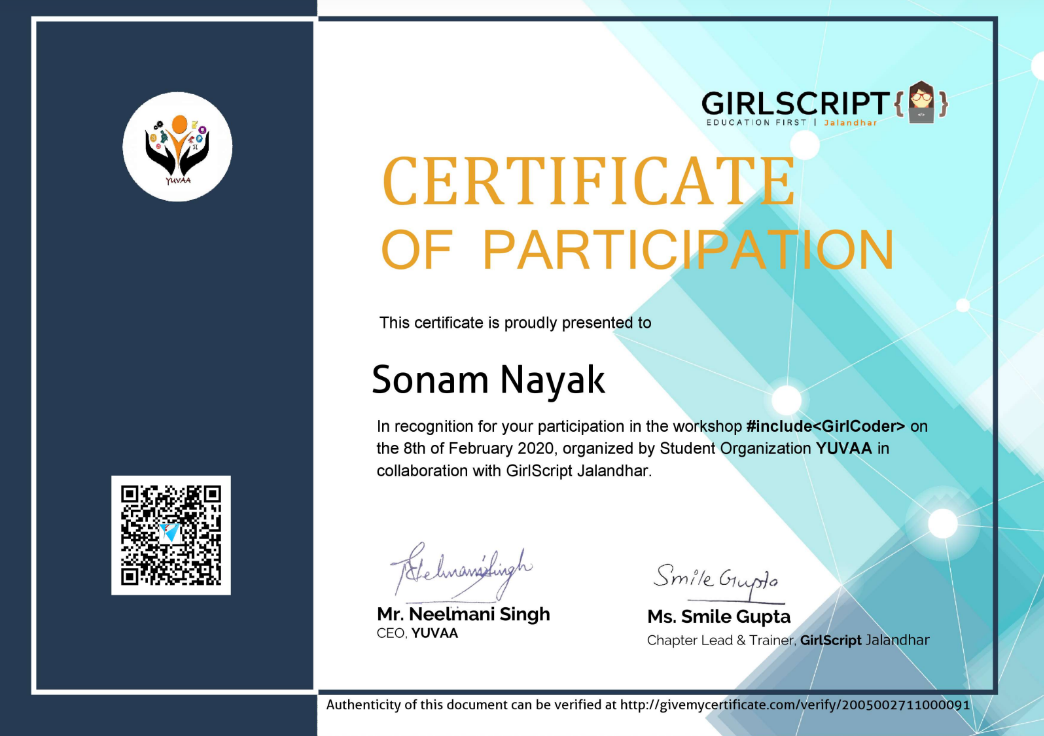 YUVAA
GIRLSCRIPT
EDUCATION FIRST | Jalandhar
CERTIFICATE
OF PARTICIPATION
This certificate is proudly presented to
Sonam Nayak
In recognition for your participation in the workshop #include<GirlCoder> on
the 8th of February 2020, organized by Student Organization YUVAA in
collaboration with GirlScript Jalandhar.
Neelmani Singh
Smile Gupta
Mr. Neelmani Singh
CEO, YUVAA
Ms. Smile Gupta
Chapter Lead & Trainer, GirlScript Jalandhar
Authenticity of this document can be verified at http://givemycertificate.com/verify/2005002711000091